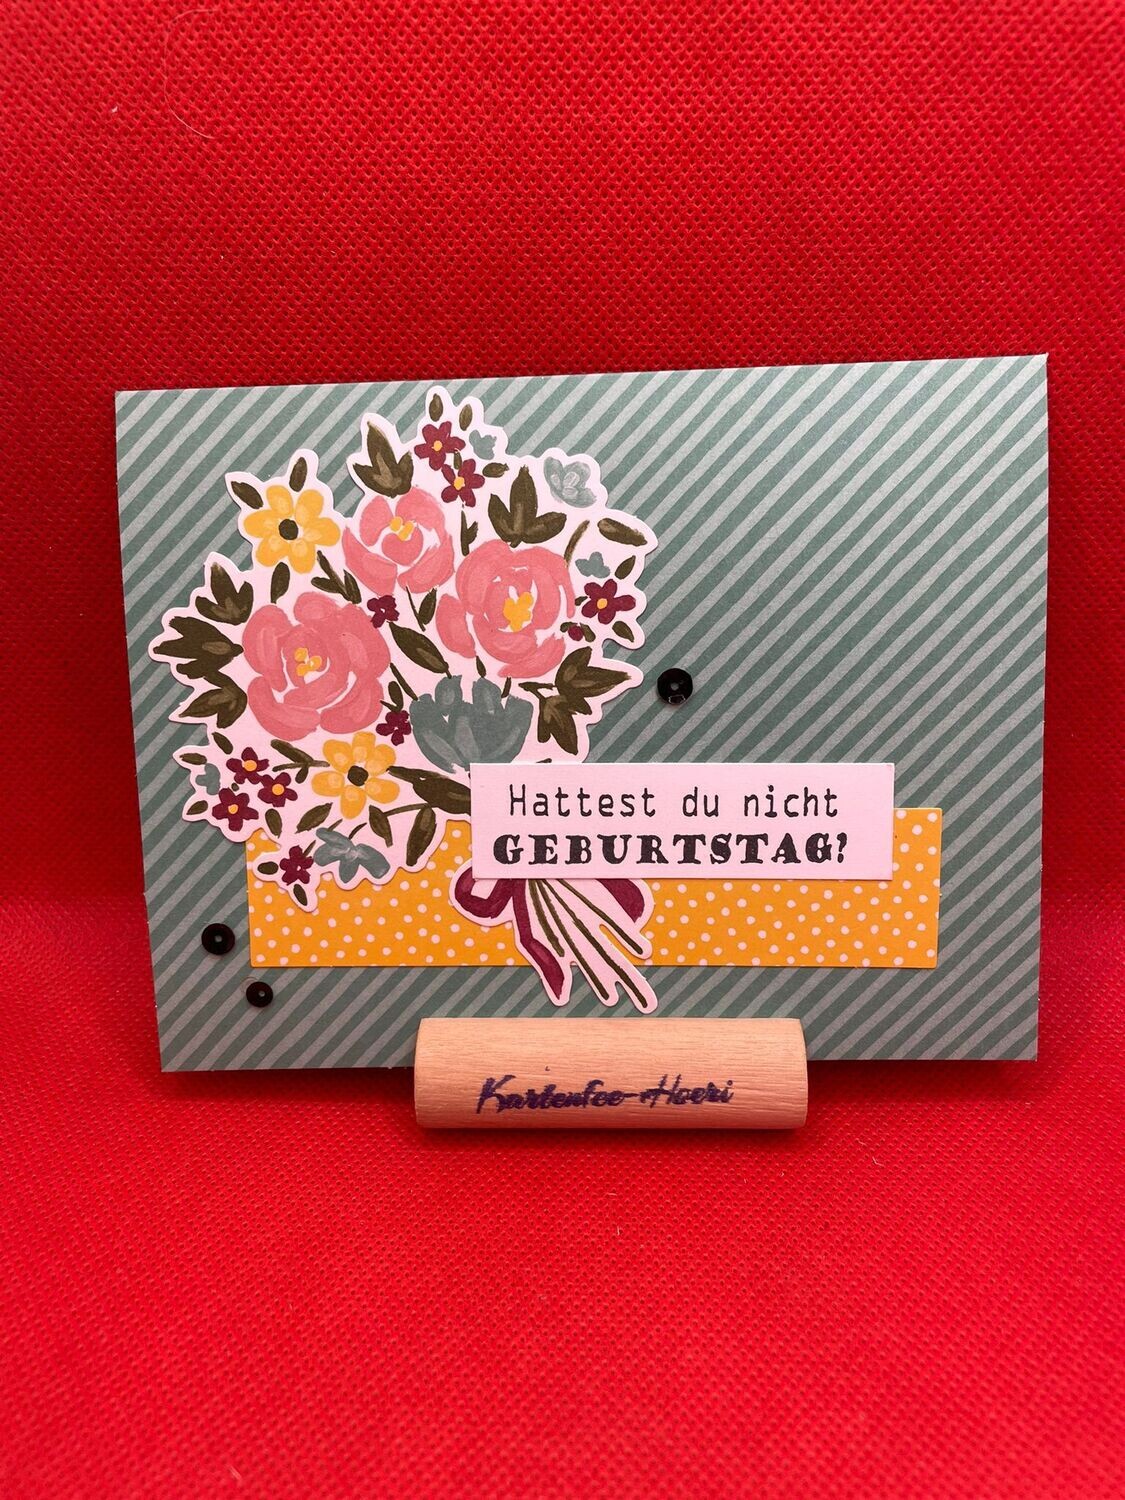 Hattest du nicht
GEBURTSTAG?
Kartenfee-Hoeri